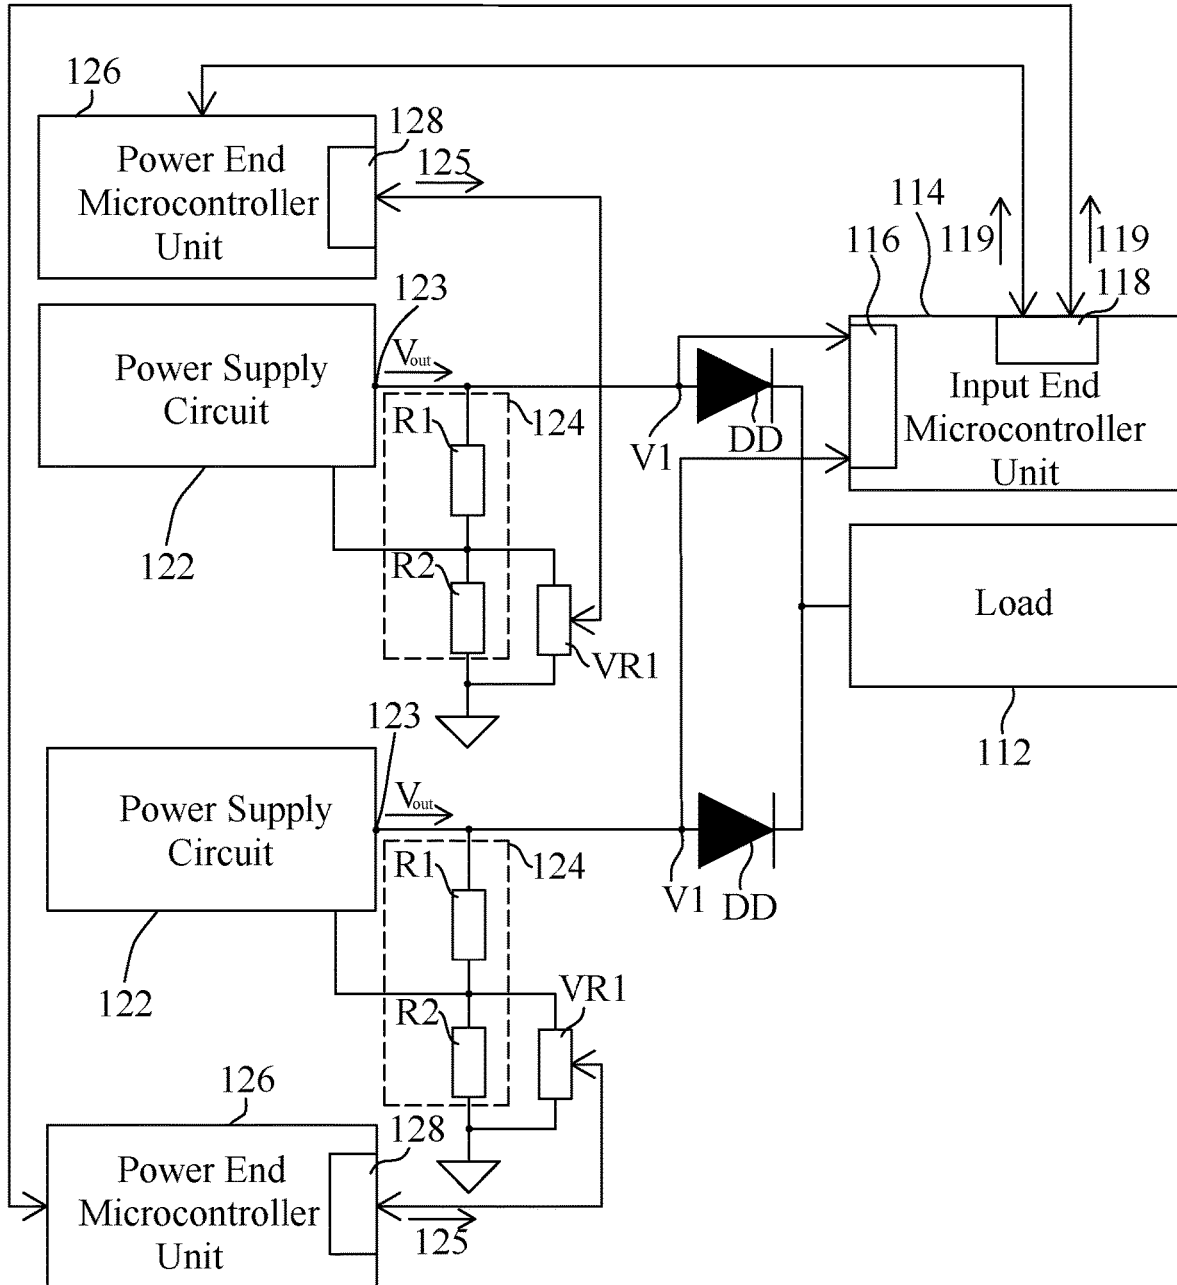 126
128
Power End
Microcontroller
Unit
125
114
116
119
119
118
123
Power Supply
Circuit
Vout
R1
124
V1
DD
Input End
Microcontroller
Unit
122
R2
VR1
Load
112
123
Power Supply
Circuit
Vout
R1
124
V1
DD
122
R2
VR1
126
128
Power End
Microcontroller
Unit
125